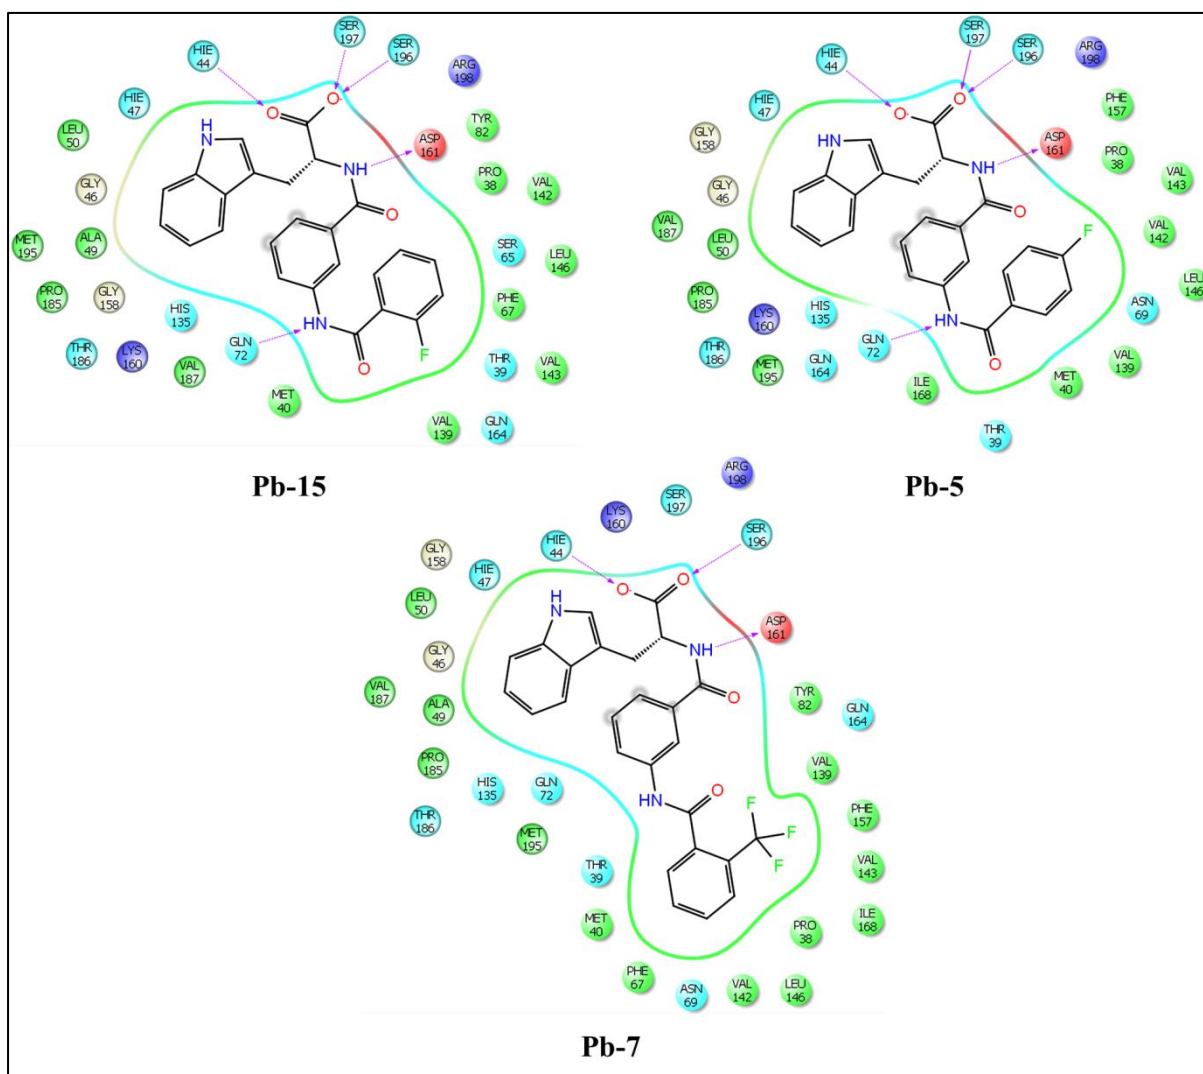 SER
197
HIE
44
SER
196
ARG
198
HIE
47
LEU
50
TYR
82
ASP
161
PRO
38
VAL
142
GLY
46
MET
195
ALA
49
SER
65
LEU
146
PRO
185
GLY
158
HIS
135
PHE
67
GLN
72
THR
186
LYS
160
VAL
187
THR
39
VAL
143
MET
40
VAL
139
GLN
164
H
N
O
O-
NH
O
HN
O
F
Pb-15
SER
197
HIE
44
SER
196
ARG
198
HIE
47
PHE
157
GLY
158
ASP
161
PRO
38
VAL
143
GLY
46
VAL
187
LEU
50
VAL
142
LEU
146
PRO
185
LYS
160
HIS
135
ASN
69
THR
186
MET
195
GLN
164
GLN
72
ILE
168
MET
40
VAL
139
THR
39
HN
O-
O
NH
O
F
HN
O
Pb-5
ARG
198
SER
197
LYS
160
HIE
44
SER
196
GLY
158
HIE
47
LEU
50
ASP
161
GLY
46
VAL
187
ALA
49
TYR
82
GLN
164
PRO
185
VAL
139
HIS
135
GLN
72
THR
186
MET
195
PHE
157
THR
39
VAL
143
MET
40
PRO
38
ILE
168
PHE
67
ASN
69
VAL
142
LEU
146
H
N
O-
O
NH
O
HN
O
F
F
F
Pb-7